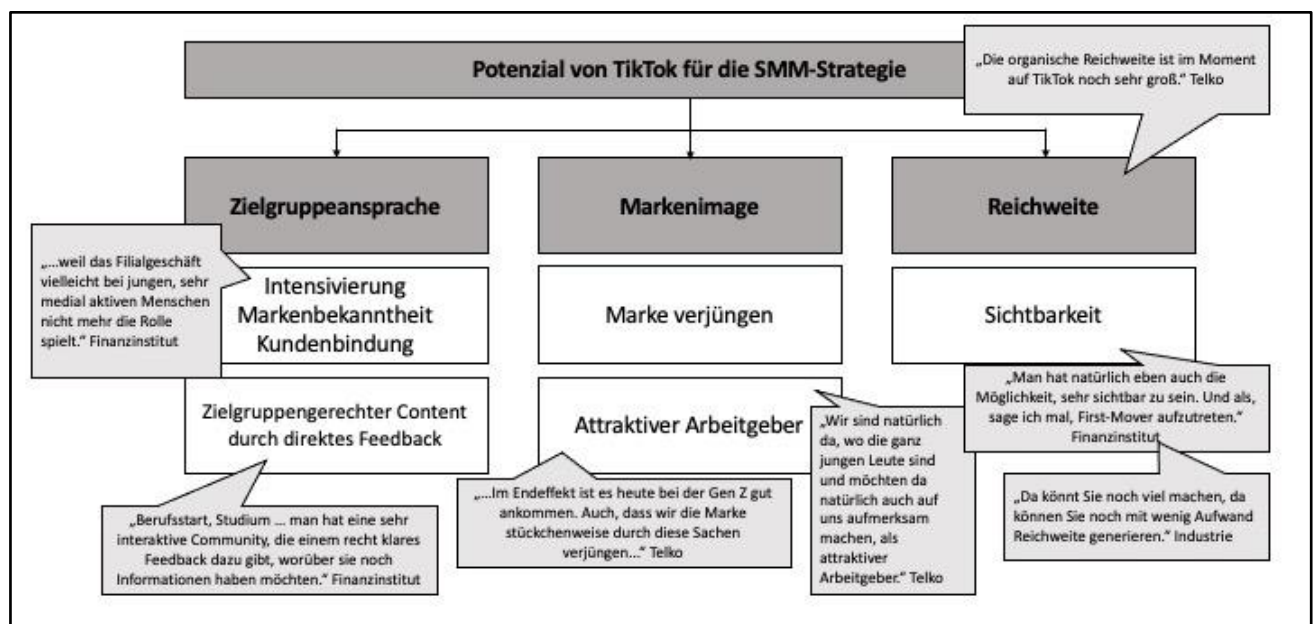 Potenzial von TikTok für die SMM-Strategie
„Die organische Reichweite ist im Moment
auf TikTok noch sehr groß.“ Telko
Zielgruppeansprache
Markenimage
Reichweite
„...weil das Filialgeschäft
vielleicht bei jungen, sehr
medial aktiven Menschen
nicht mehr die Rolle
spielt.“ Finanzinstitut
Intensivierung
Markenbekanntheit
Kundenbindung
Marke verjüngen
Sichtbarkeit
Zielgruppengerechter Content
durch direktes Feedback
Attraktiver Arbeitgeber
„Man hat natürlich eben auch die
Möglichkeit, sehr sichtbar zu sein. Und als,
sage ich mal, First-Mover aufzutreten.“
Finanzinstitut
„Wir sind natürlich
da, wo die ganz
jungen Leute sind
und möchten da
natürlich auch auf
uns aufmerksam
machen, als
attraktiver
Arbeitgeber.“ Telko
„Berufsstart, Studium ... man hat eine sehr
interaktive Community, die einem recht klares
Feedback dazu gibt, worüber sie noch
Informationen haben möchten.“ Finanzinstitut
„...Im Endeffekt ist es heute bei der Gen Z gut
ankommen. Auch, dass wir die Marke
stückchenweise durch diese Sachen
verjüngen...“ Telko
„Da könnt Sie noch viel machen, da
können Sie noch mit wenig Aufwand
Reichweite generieren.“ Industrie